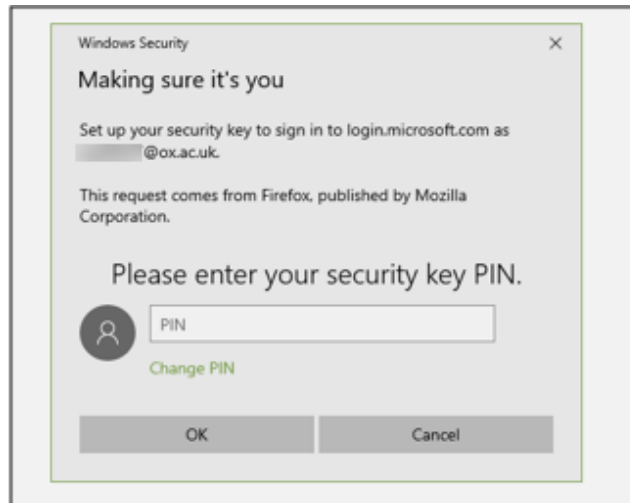 Windows Security
Making sure it's you
Set up your security key to sign in to login.microsoft.com as
@ox.ac.uk.
This request comes from Firefox, published by Mozilla
Corporation.
Please enter your security key PIN.
PIN
Change PIN
OK
Cancel